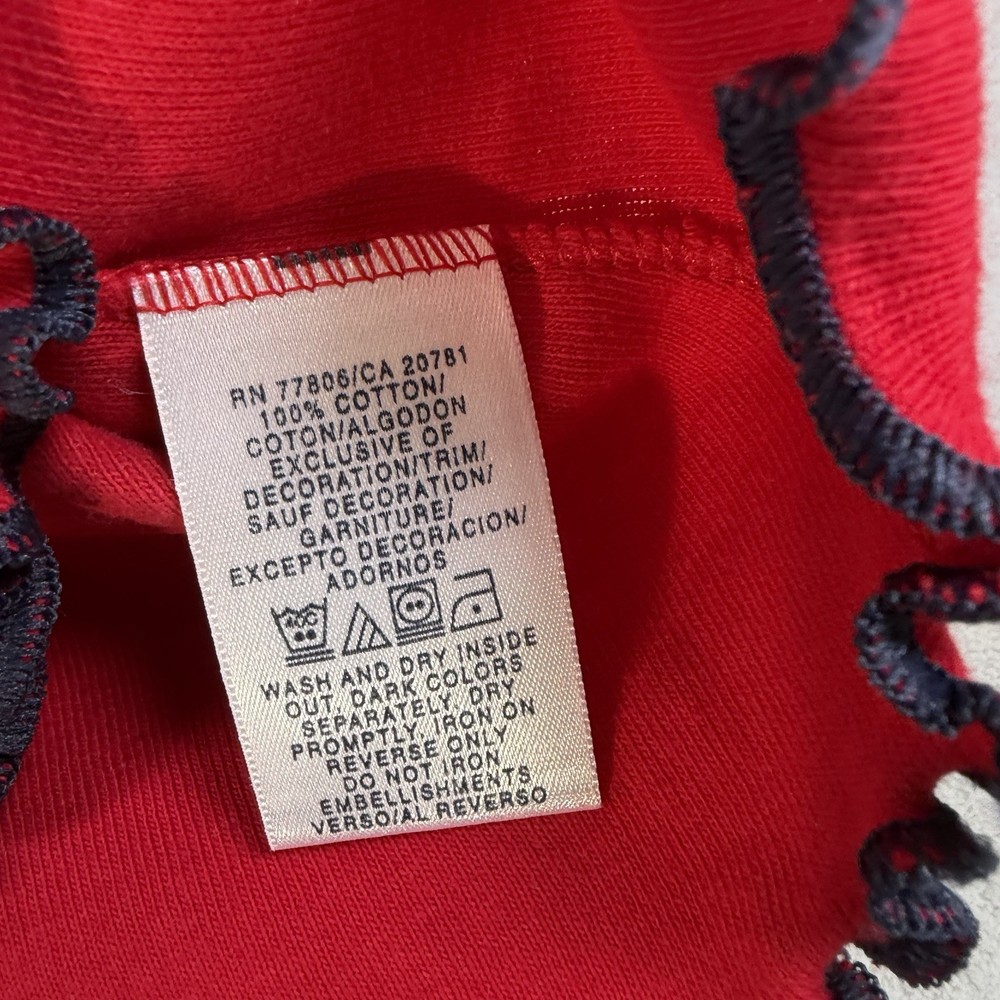 RN 77806/CA 20781
100% COTTON/
COTON/ALGODON
EXCLUSIVE OF
DECORATION/TRIM/
SAUF DECORATION/
GARNITURE/
EXCEPTO DECORACION/
ADORNOS
WASH AND DRY INSIDE
OUT, DARK COLORS
SEPARATELY, DRY
PROMPTLY, IRON ON
REVERSE ONLY
DO NOT IRON
EMBELLISHMENTS
VERSO/AL REVERSO